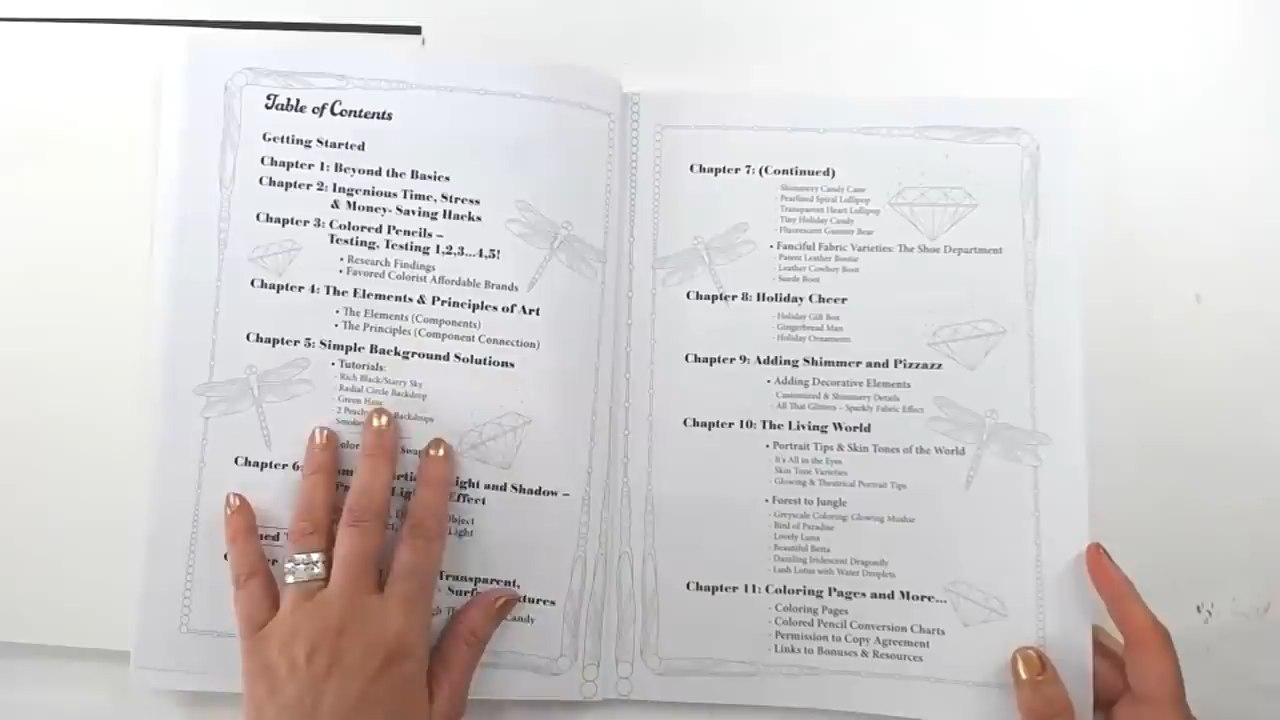 Table of Contents
Getting Started
Chapter 1: Beyond the Basics
Chapter 2: Ingenious Time, Stress
& Money- Saving Hacks
Chapter 3: Colored Pencils –
Testing, Testing 1,2,3...4,5!
• Research Findings
• Favored Colorist Affordable Brands
Chapter 4: The Elements & Principles of Art
• The Elements (Components)
• The Principles (Component Connection)
Chapter 5: Simple Background Solutions
• Tutorials:
- Rich Black/Starry Sky
- Radial Circle Backdrop
- Green Haze
- 2 Backdrops
Chapter 6: Light and Shadow –
Effect
Object
Light
Transparent,
Candy
Chapter 7: (Continued)
- Shimmery Candy Cane
- Pearlized Spiral Lollipop
- Transparent Heart Lollipop
- Tiny Holiday Candy
- Fluorescent Gummy Bear
• Fanciful Fabric Varieties: The Shoe Department
- Patent Leather Bootie
- Leather Cowboy Boot
- Suede Boot
Chapter 8: Holiday Cheer
- Holiday Gift Box
- Gingerbread Man
- Holiday Ornaments
Chapter 9: Adding Shimmer and Pizzazz
• Adding Decorative Elements
- Customized & Shimmery Details
- All That Glitters – Sparkly Fabric Effect
Chapter 10: The Living World
• Portrait Tips & Skin Tones of the World
- It's All in the Eyes
- Skin Tone Varieties
- Glowing & Theatrical Portrait Tips
• Forest to Jungle
- Greyscale Coloring: Glowing Mushie
- Bird of Paradise
- Lovely Luna
- Beautiful Betta
- Dazzling Iridescent Dragonfly
- Lush Lotus with Water Droplets
Chapter 11: Coloring Pages and More...
• Coloring Pages
• Colored Pencil Conversion Charts
• Permission to Copy Agreement
• Links to Bonuses & Resources